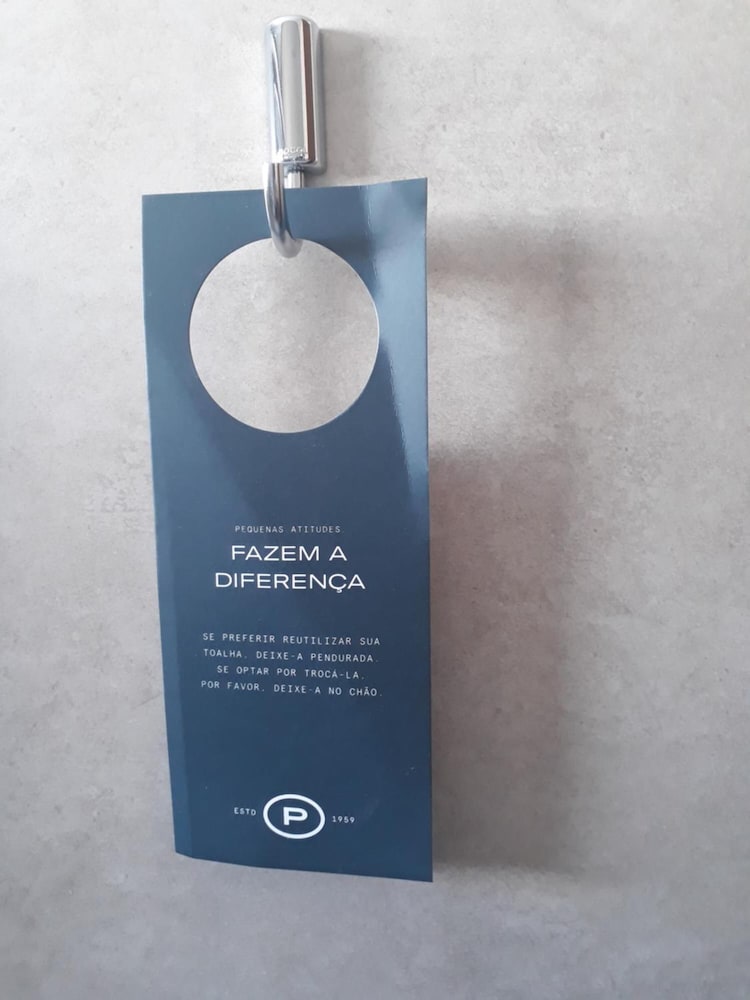 PEQUENAS ATITUDES
FAZEM A
DIFERENÇA
SE PREFERIR REUTILIZAR SUA
TOALHA, DEIXE-A PENDURADA.
SE OPTAR POR TROCÁ-LA,
POR FAVOR, DEIXE-A NO CHÃO.
ESTD P 1959